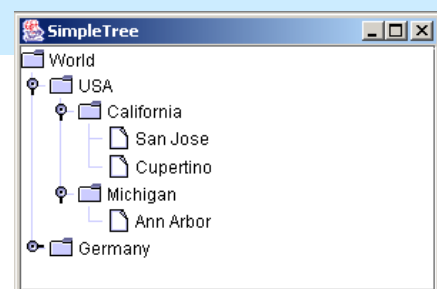 SimpleTree
World
USA
California
San Jose
Cupertino
Michigan
Ann Arbor
Germany